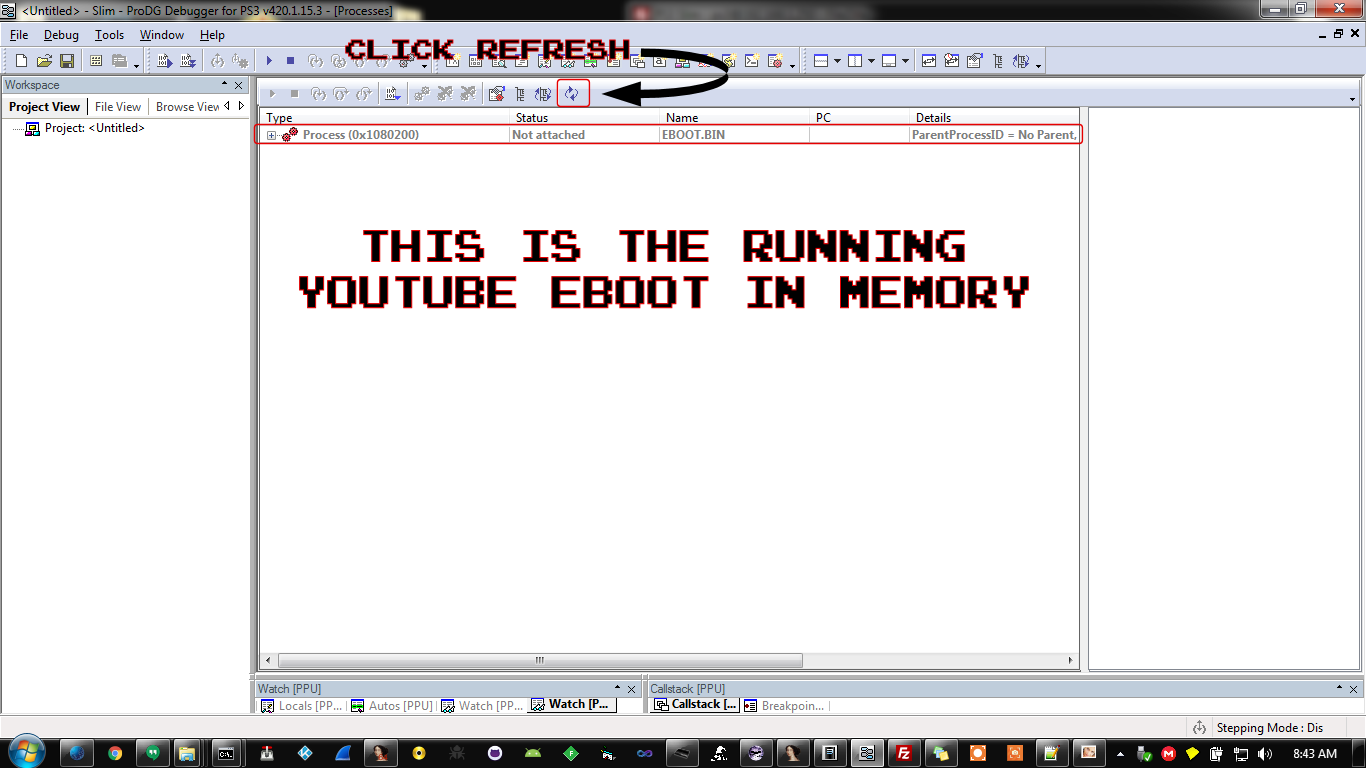 <Untitled> - Slim - ProDG Debugger for PS3 v420.1.15.3 - [Processes]
File Debug Tools Window Help
CLICK REFRESH
Workspace
Project View File View Browse View
Project: <Untitled>
Type Status Name PC Details
Process (0x1080200) Not attached EBOOT.BIN ParentProcessID = No Parent,
THIS IS THE RUNNING
YOUTUBE EBOOT IN MEMORY
Watch [PPU] Callstack [PPU]
Locals [PP... Autos [PPU] Watch [PP... Watch [P... Callstack [... Breakpoin...
Stepping Mode : Dis
8:43 AM